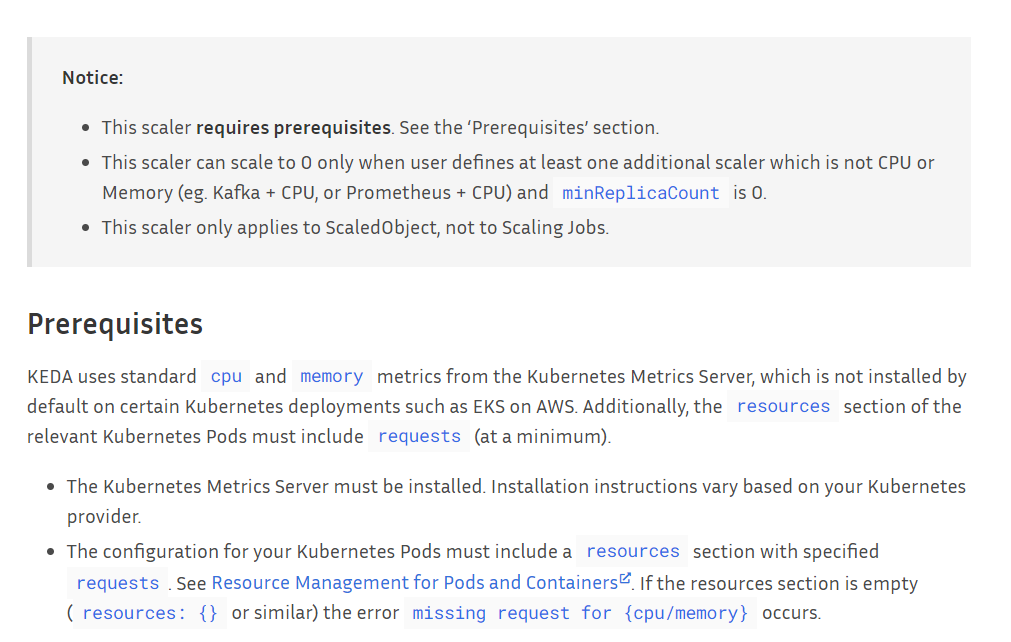 Notice:
• This scaler requires prerequisites. See the ‘Prerequisites’ section.
• This scaler can scale to 0 only when user defines at least one additional scaler which is not CPU or
Memory (eg. Kafka + CPU, or Prometheus + CPU) and minReplicaCount is 0.
• This scaler only applies to ScaledObject, not to Scaling Jobs.
Prerequisites
KEDA uses standard cpu and memory metrics from the Kubernetes Metrics Server, which is not installed by
default on certain Kubernetes deployments such as EKS on AWS. Additionally, the resources section of the
relevant Kubernetes Pods must include requests (at a minimum).
• The Kubernetes Metrics Server must be installed. Installation instructions vary based on your Kubernetes
provider.
• The configuration for your Kubernetes Pods must include a resources section with specified
requests . See Resource Management for Pods and Containers. If the resources section is empty
( resources: {} or similar) the error missing request for {cpu/memory} occurs.